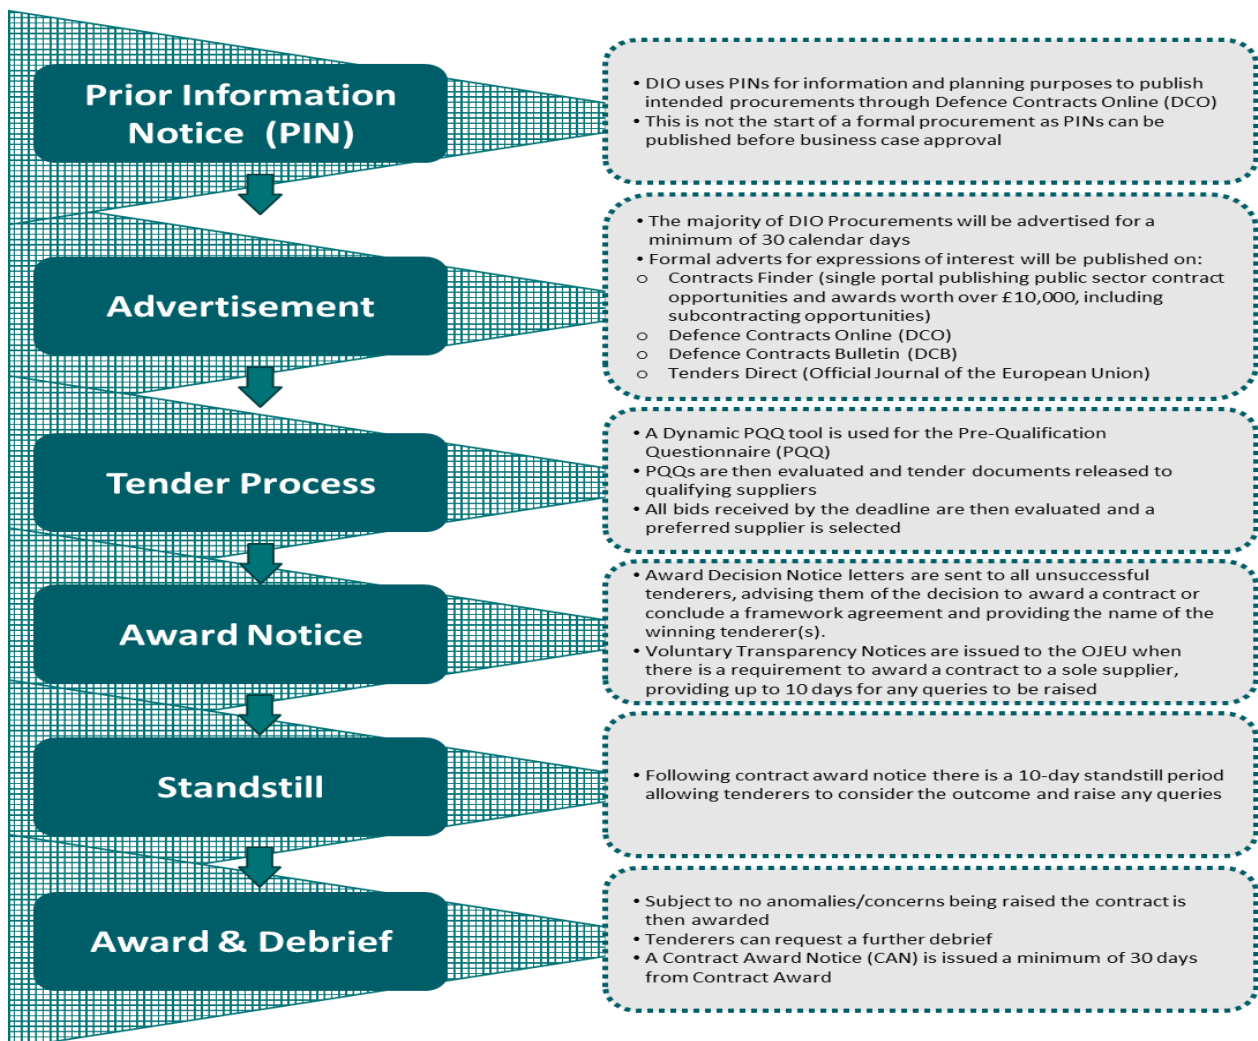 Prior Information
Notice  (PIN)
• DIO uses PINs for information and planning purposes to publish
intended procurements through Defence Contracts Online (DCO)
• This is not the start of a formal procurement as PINs can be
published before business case approval
Advertisement
• The majority of DIO Procurements will be advertised for a
minimum of 30 calendar days
• Formal adverts for expressions of interest will be published on:
o Contracts Finder (single portal publishing public sector contract
opportunities and awards worth over £10,000, including
subcontracting opportunities)
o Defence Contracts Online (DCO)
o Defence Contracts Bulletin (DCB)
o Tenders Direct (Official Journal of the European Union)
Tender Process
• A Dynamic PQQ tool is used for the Pre-Qualification
Questionnaire (PQQ)
• PQQs are then evaluated and tender documents released to
qualifying suppliers
• All bids received by the deadline are then evaluated and a
preferred supplier is selected
Award Notice
• Award Decision Notice letters are sent to all unsuccessful
tenderers, advising them of the decision to award a contract or
conclude a framework agreement and providing the name of the
winning tenderer(s).
• Voluntary Transparency Notices are issued to the OJEU when
there is a requirement to award a contract to a sole supplier,
providing up to 10 days for any queries to be raised
Standstill
• Following contract award notice there is a 10-day standstill period
allowing tenderers to consider the outcome and raise any queries
Award & Debrief
• Subject to no anomalies/concerns being raised the contract is
then awarded
• Tenderers can request a further debrief
• A Contract Award Notice (CAN) is issued a minimum of 30 days
from Contract Award